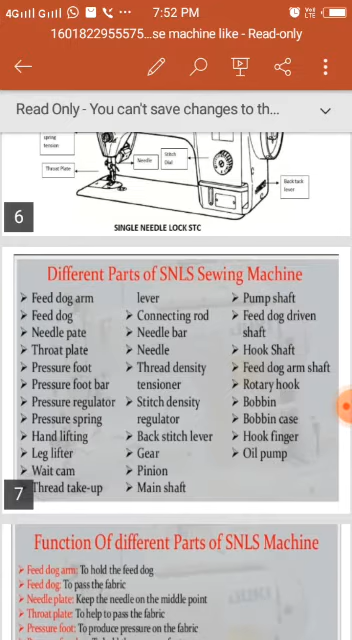 4G 7:52 PM
1601822955575...se machine like - Read-only
Read Only - You can't save changes to th...
spring
tension
Throat Plate
Needle
Stitch
Dial
Back tack
lever
6
SINGLE NEEDLE LOCK STC
Different Parts of SNLS Sewing Machine
➤ Feed dog arm
➤ Feed dog
➤ Needle pate
➤ Throat plate
➤ Pressure foot
➤ Pressure foot bar
➤ Pressure regulator
➤ Pressure spring
➤ Hand lifting
➤ Leg lifter
➤ Wait cam
Thread take-up
lever
➤ Connecting rod
➤ Needle bar
➤ Needle
➤ Thread density
tensioner
➤ Stitch density
regulator
➤ Back stitch lever
➤ Gear
➤ Pinion
➤ Main shaft
➤ Pump shaft
➤ Feed dog driven
shaft
➤ Hook Shaft
➤ Feed dog arm shaft
➤ Rotary hook
➤ Bobbin
➤ Bobbin case
➤ Hook finger
➤ Oil pump
7
Function Of different Parts of SNLS Machine
➤ Feed dog arm: To hold the feed dog
➤ Feed dog: To pass the fabric
➤ Needle plate: Keep the needle on the middle point
➤ Throat plate: To help to pass the fabric
➤ Pressure foot: To produce pressure on the fabric